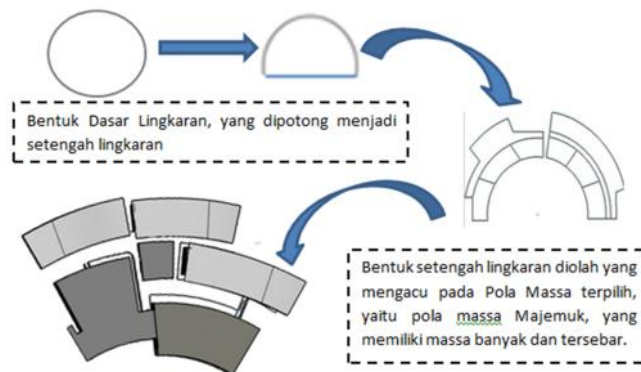 Bentuk Dasar Lingkaran, yang dipotong menjadi
setengah lingkaran
Bentuk setengah lingkaran diolah yang
mengacu pada Pola Massa terpilih,
yaitu pola massa Majemuk, yang
memiliki massa banyak dan tersebar.